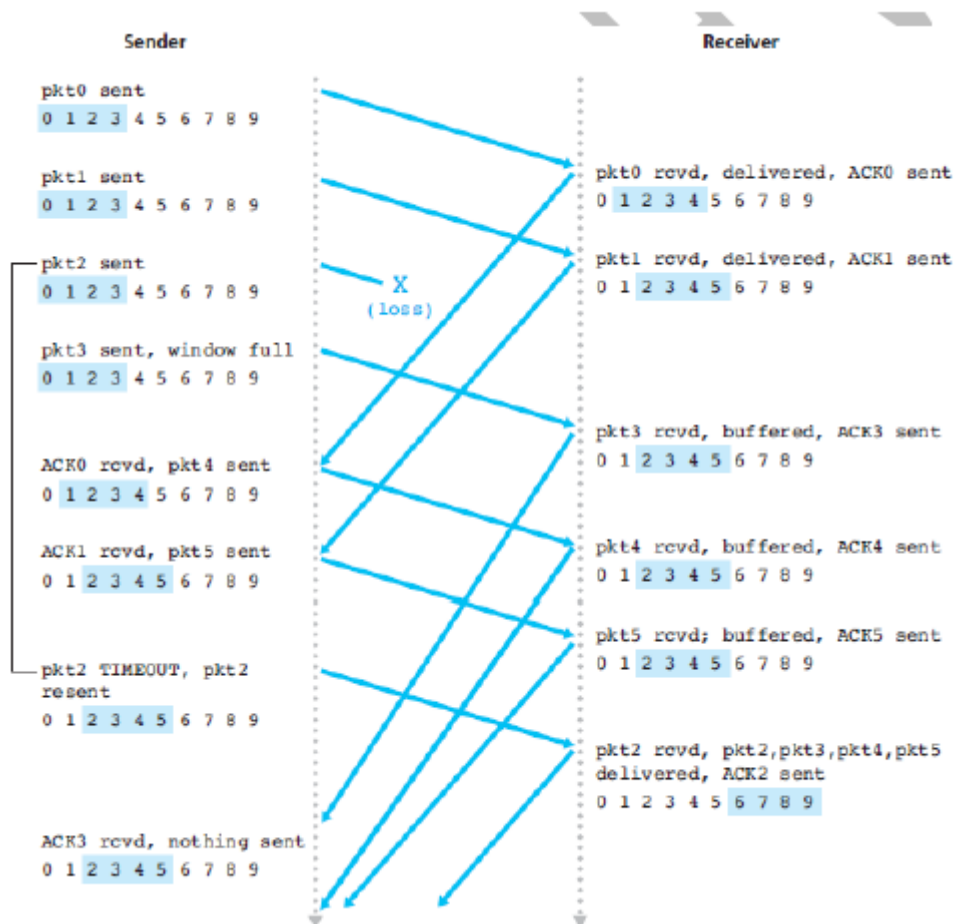 Sender
Receiver
pkt0 sent
0 1 2 3 4 5 6 7 8 9
pkt0 rcvd, delivered, ACK0 sent
0 1 2 3 4 5 6 7 8 9
pkt1 sent
0 1 2 3 4 5 6 7 8 9
pkt1 rcvd, delivered, ACK1 sent
0 1 2 3 4 5 6 7 8 9
pkt2 sent
0 1 2 3 4 5 6 7 8 9
X
(loss)
pkt3 sent, window full
0 1 2 3 4 5 6 7 8 9
pkt3 rcvd, buffered, ACK3 sent
0 1 2 3 4 5 6 7 8 9
ACK0 rcvd, pkt4 sent
0 1 2 3 4 5 6 7 8 9
pkt4 rcvd, buffered, ACK4 sent
0 1 2 3 4 5 6 7 8 9
ACK1 rcvd, pkt5 sent
0 1 2 3 4 5 6 7 8 9
pkt5 rcvd; buffered, ACK5 sent
0 1 2 3 4 5 6 7 8 9
pkt2 TIMEOUT, pkt2
resent
0 1 2 3 4 5 6 7 8 9
pkt2 rcvd, pkt2,pkt3,pkt4,pkt5
delivered, ACK2 sent
0 1 2 3 4 5 6 7 8 9
ACK3 rcvd, nothing sent
0 1 2 3 4 5 6 7 8 9